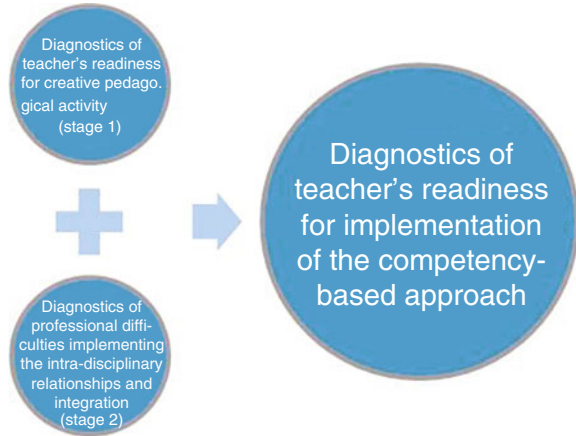 Diagnostics of
teacher's readiness
for creative pedago.
gical activity
(stage 1)
Diagnostics of
professional diffi-
culties implementing
the intra-disciplinary
relationships and
integration
(stage 2)
Diagnostics of
teacher's readiness
for implementation
of the competency-
based approach